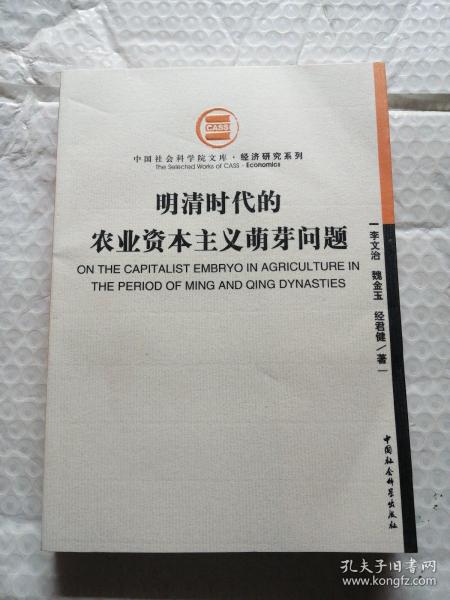 CASS
中国社会科学院文库·经济研究系列
The Selected Works of CASS · Economics
明清时代的
农业资本主义萌芽问题
ON THE CAPITALIST EMBRYO IN AGRICULTURE IN
THE PERIOD OF MING AND QING DYNASTIES
李文治 魏金玉 经君健/著
中国社会科学出版社
孔夫子旧书网
www.kongfz.com